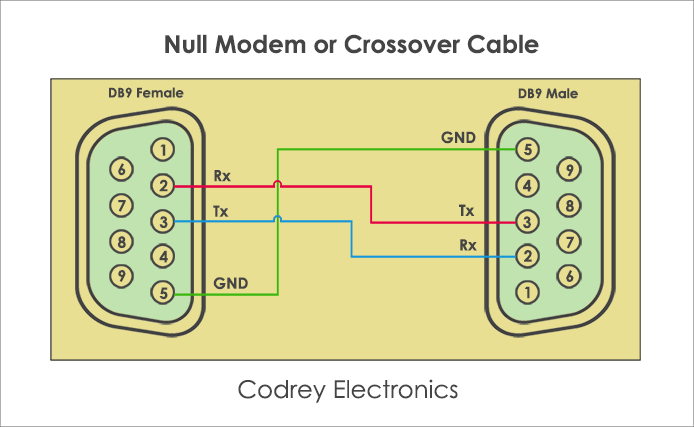 Null Modem or Crossover Cable
DB9 Female
DB9 Male
1
6
2
7
3
8
4
9
5
Rx
Tx
GND
GND
Tx
Rx
5
9
4
8
3
7
2
6
1
Codrey Electronics